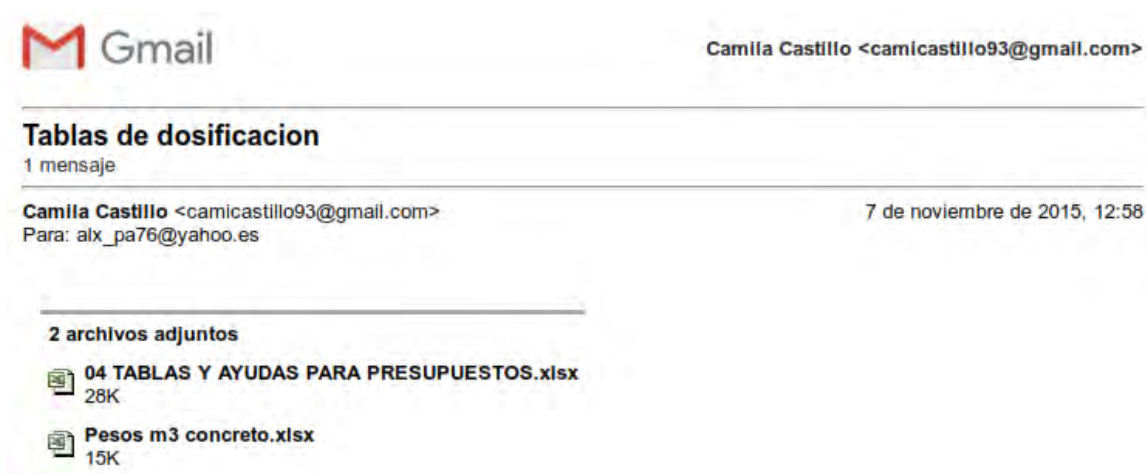 Gmail
Camila Castillo <camicastillo93@gmail.com>
Tablas de dosificacion
1 mensaje
Camila Castillo <camicastillo93@gmail.com>
7 de noviembre de 2015, 12:58
Para: alx_pa76@yahoo.es
2 archivos adjuntos
04 TABLAS Y AYUDAS PARA PRESUPUESTOS.xlsx
28K
Pesos m3 concreto.xlsx
15K